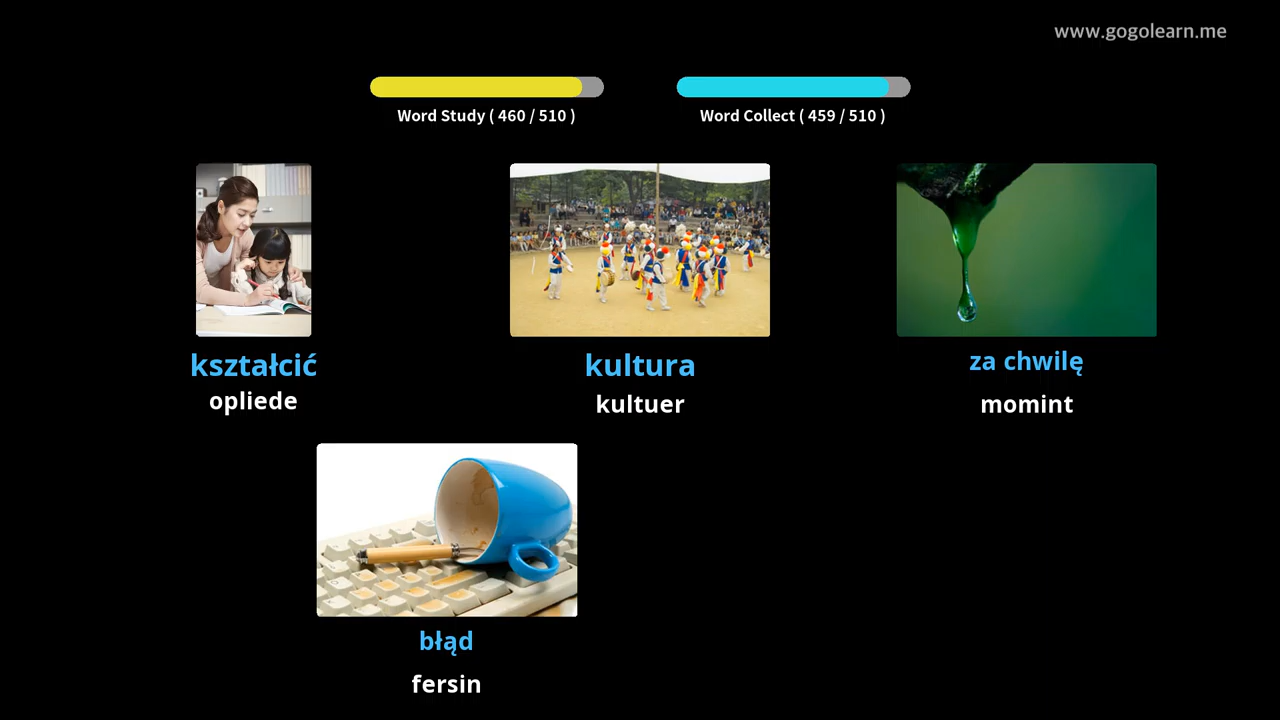 www.gogolearn.me
Word Study ( 460 / 510 )
Word Collect ( 459 / 510 )
kształcić
opliede
kultura
kultuer
za chwilę
momint
błąd
fersin